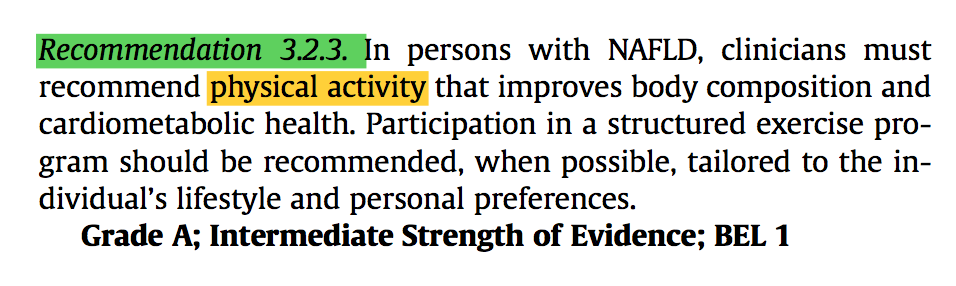 Recommendation 3.2.3. In persons with NAFLD, clinicians must
recommend physical activity that improves body composition and
cardiometabolic health. Participation in a structured exercise pro-
gram should be recommended, when possible, tailored to the in-
dividual's lifestyle and personal preferences.
Grade A; Intermediate Strength of Evidence; BEL 1